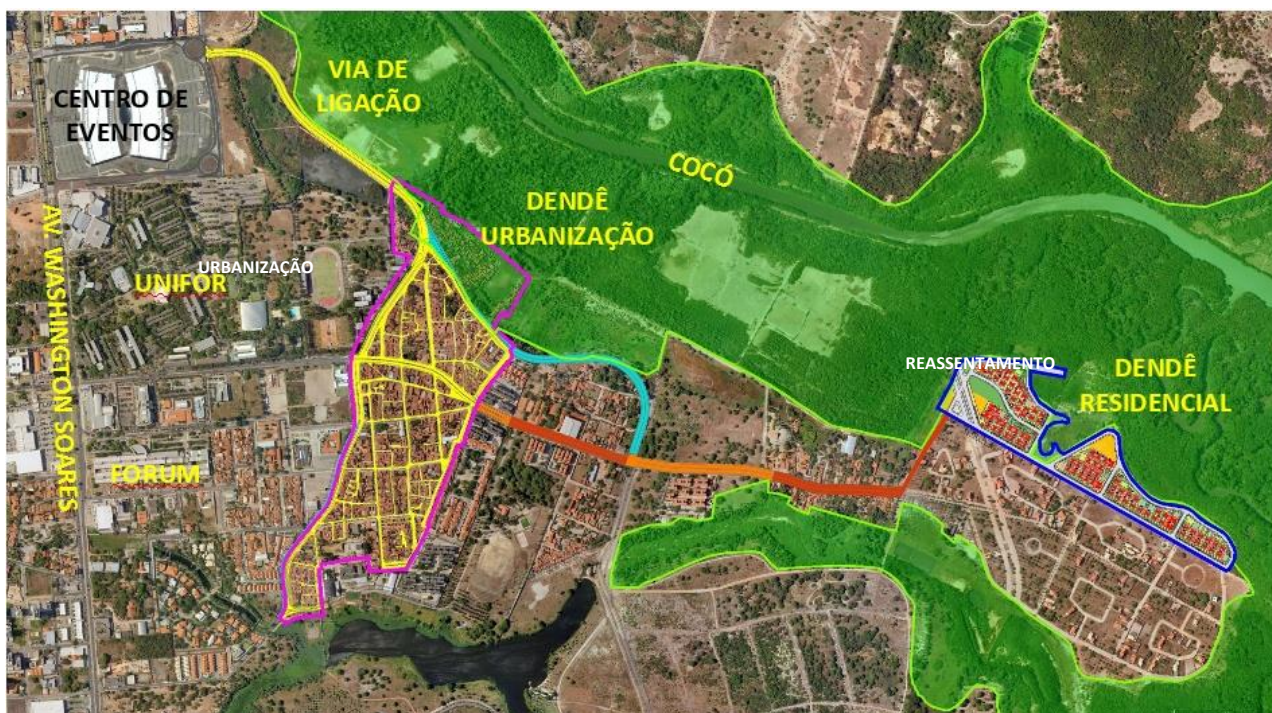 VIA DE
LIGAÇÃO
CENTRO DE
EVENTOS
COCÓ
DENDÊ
URBANIZAÇÃO
AV. WASHINGTON SOARES
URBANIZAÇÃO
UNIFOR
REASSENTAMENTO
DENDÊ
RESIDENCIAL
FORUM